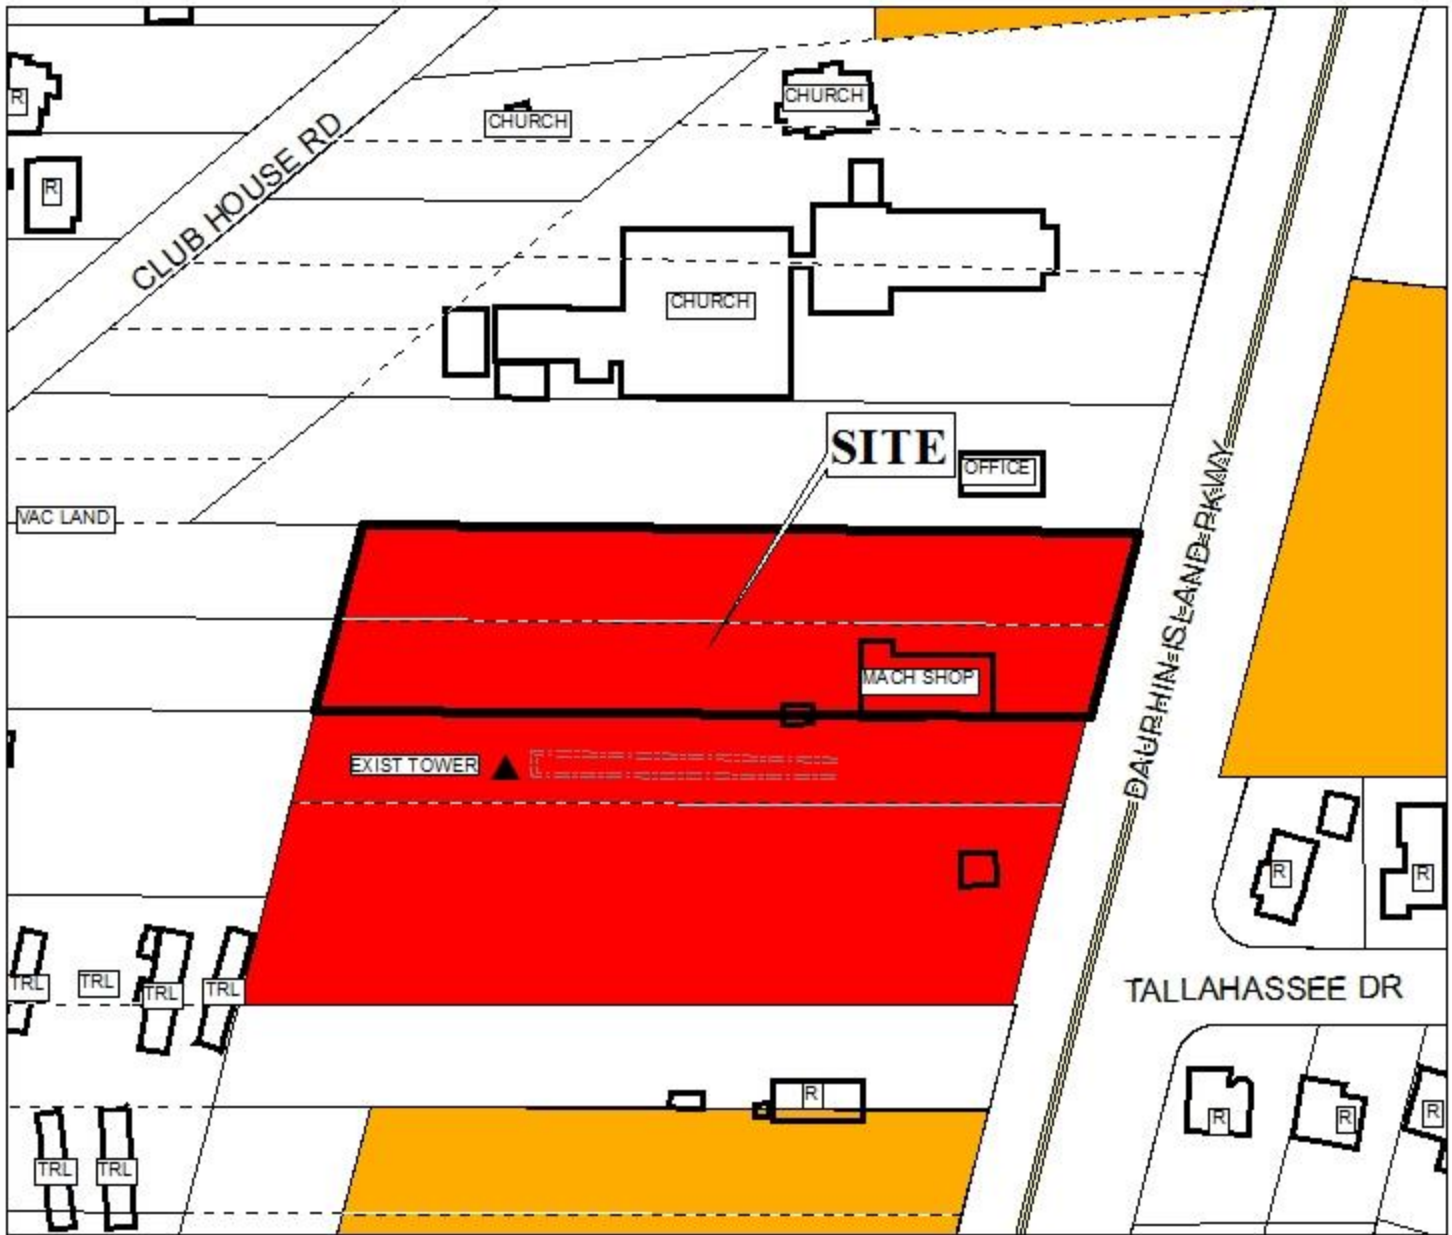 R
CHURCH
CHURCH
CLUB HOUSE RD
R
CHURCH
SITE
OFFICE
VAC LAND
DAUPHIN ISLAND PKWY
MACH SHOP
EXIST TOWER
R
R
TRL
TRL
TRL
TRL
TALLAHASSEE DR
R
R
R
R
TRL
TRL